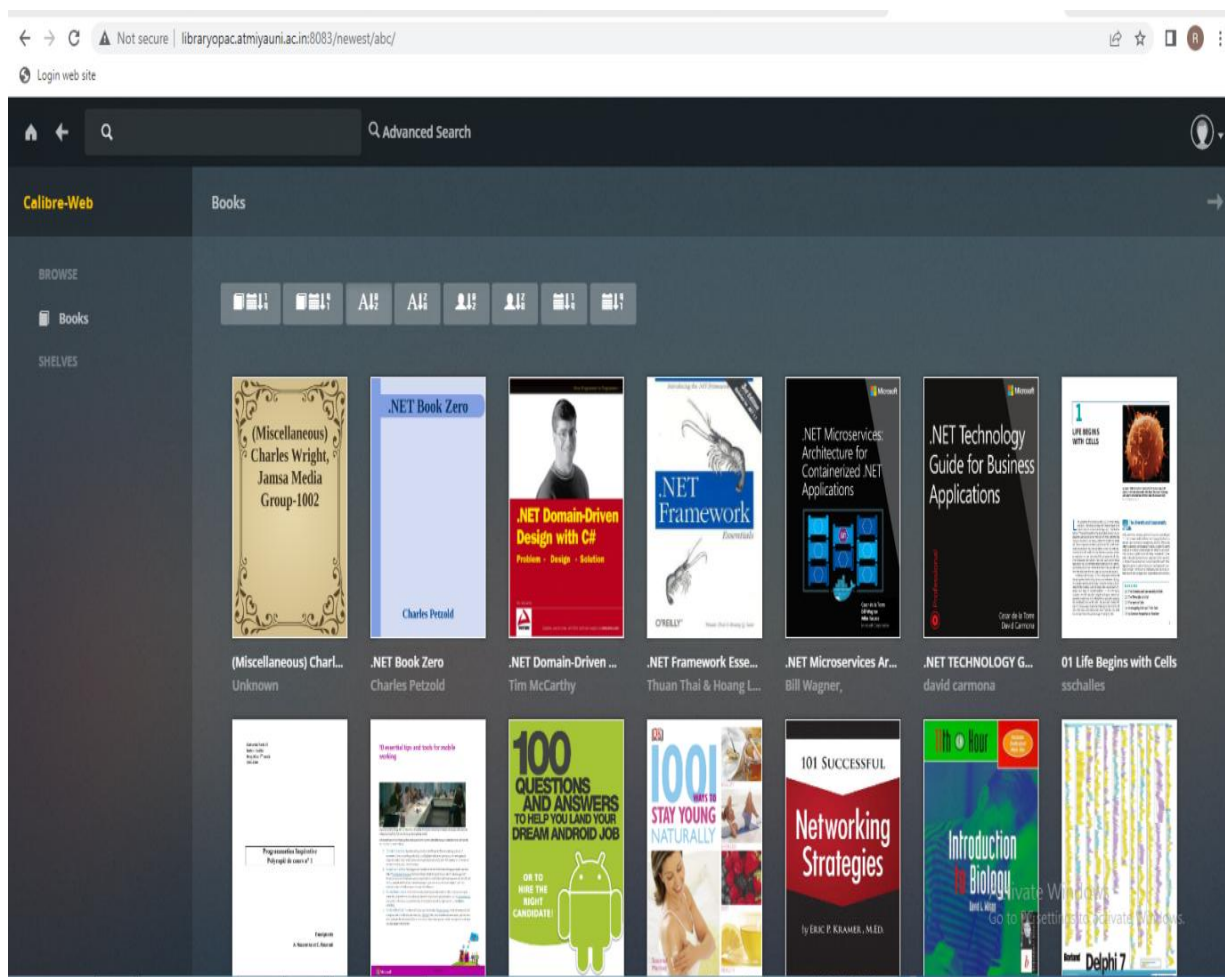 Not secure | libraryopac.atmiyauni.ac.in:8083/newest/abc/
R
Login web site
Advanced Search
Calibre-Web
Books
BROWSE
Books
SHELVES
(Miscellaneous)
Charles Wright,
Jamsa Media
Group-1002
.NET Book Zero
Charles Petzold
.NET Domain-Driven
Design with C#
Problem - Design - Solution
.NET
Framework
Essentials
O'REILLY
Microsoft
.NET Microservices:
Architecture for
Containerized .NET
Applications
Microsoft
.NET Technology
Guide for Business
Applications
Cesar de la Torre
David Carmona
1
LIFE BEGINS
WITH CELLS
(Miscellaneous) Charl...
Unknown
.NET Book Zero
Charles Petzold
.NET Domain-Driven ...
Tim McCarthy
.NET Framework Esse...
Thuan Thai & Hoang L...
.NET Microservices Ar...
Bill Wagner,
.NET TECHNOLOGY G...
david carmona
01 Life Begins with Cells
sschalles
Programmation Impérative
Polycopié de cours n° 1
10 essential tips and tools for mobile
working
100
QUESTIONS
AND ANSWERS
TO HELP YOU LAND YOUR
DREAM ANDROID JOB
OR TO
HIRE THE
RIGHT
CANDIDATE!
DK
1001
WAYS TO
STAY YOUNG
NATURALLY
101 SUCCESSFUL
Networking
Strategies
by ERIC P. KRAMER, M.ED.
11th Hour
Introduction
to Biology
Borland
Delphi 7
Activate Windows
Go to PC settings to activate Windows.